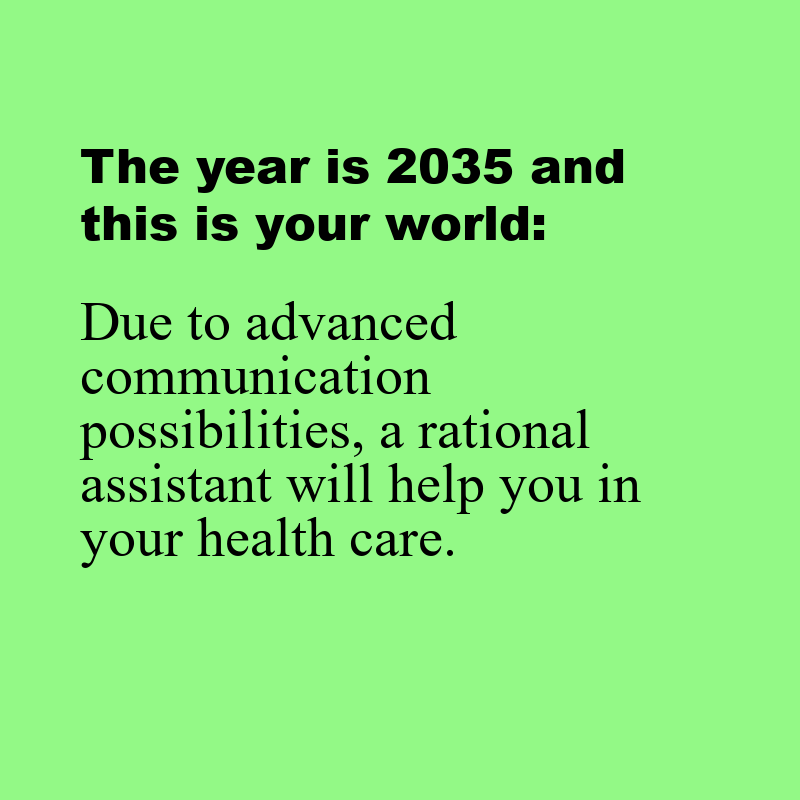 The year is 2035 and
this is your world:
Due to advanced
communication
possibilities, a rational
assistant will help you in
your health care.